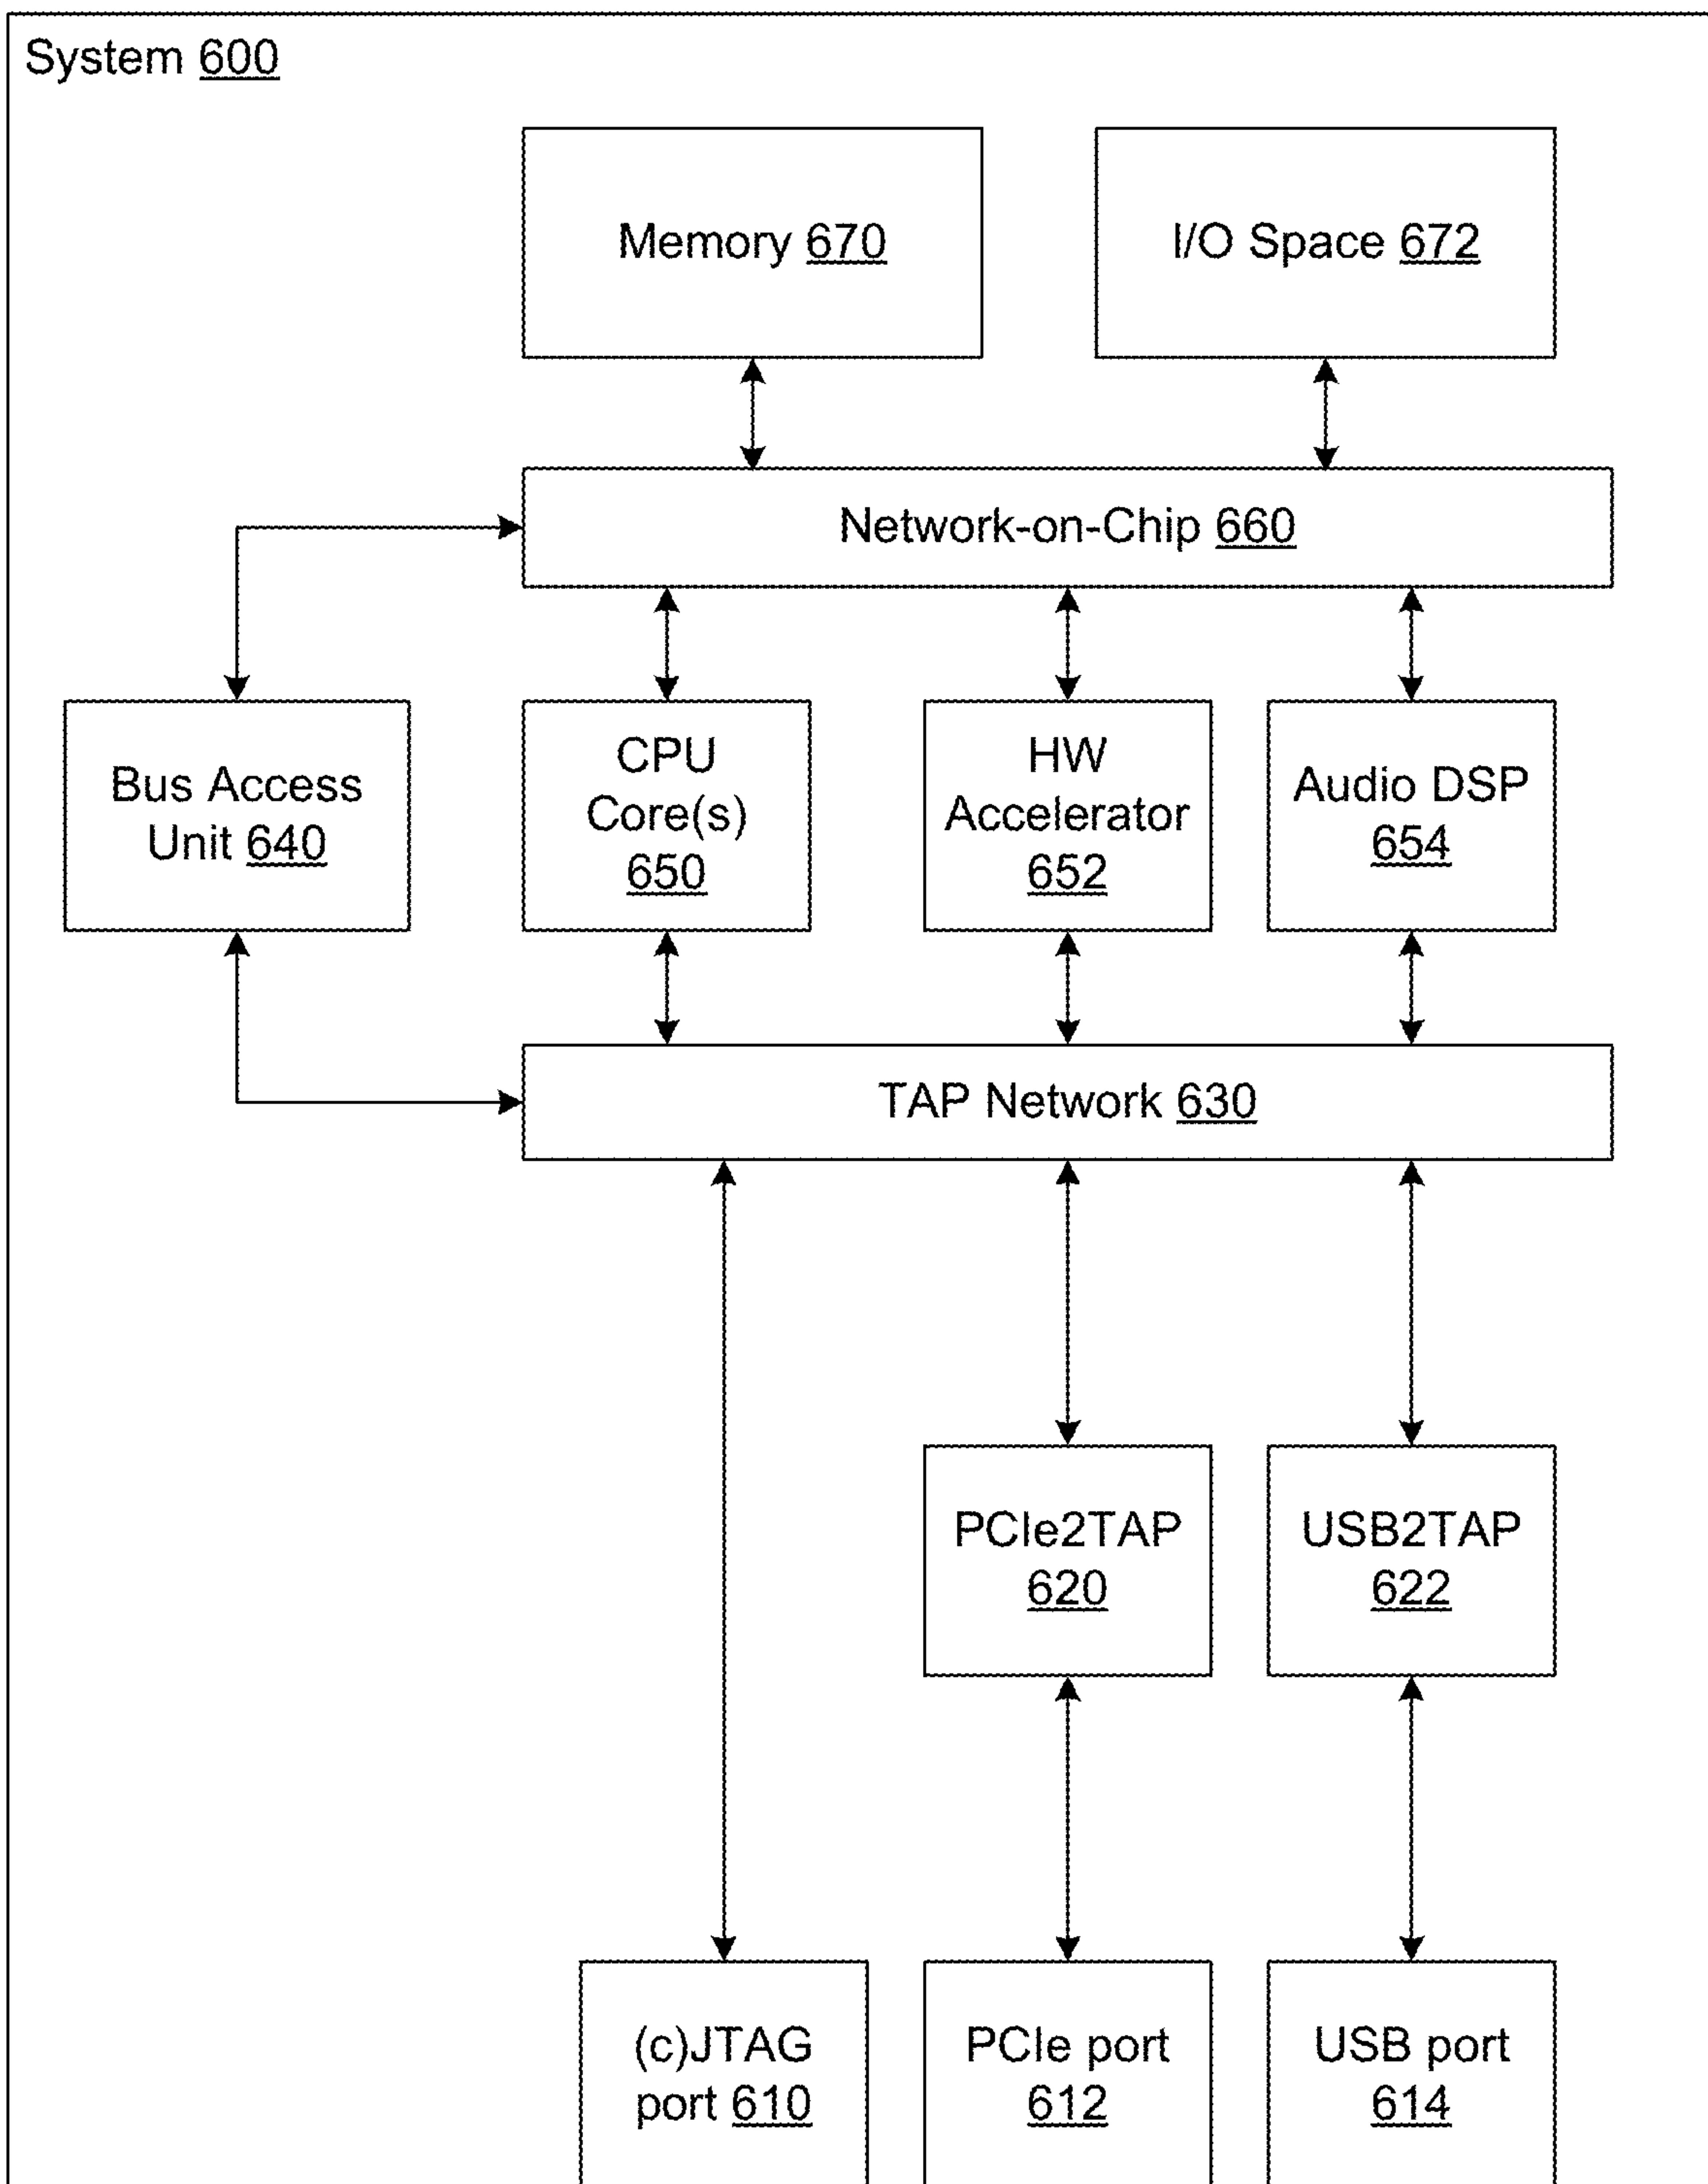 System 600
Memory 670
I/O Space 672
Network-on-Chip 660
Bus Access
Unit 640
CPU
Core(s)
650
HW
Accelerator
652
Audio DSP
654
TAP Network 630
PCIe2TAP
620
USB2TAP
622
(c)JTAG
port 610
PCIe port
612
USB port
614